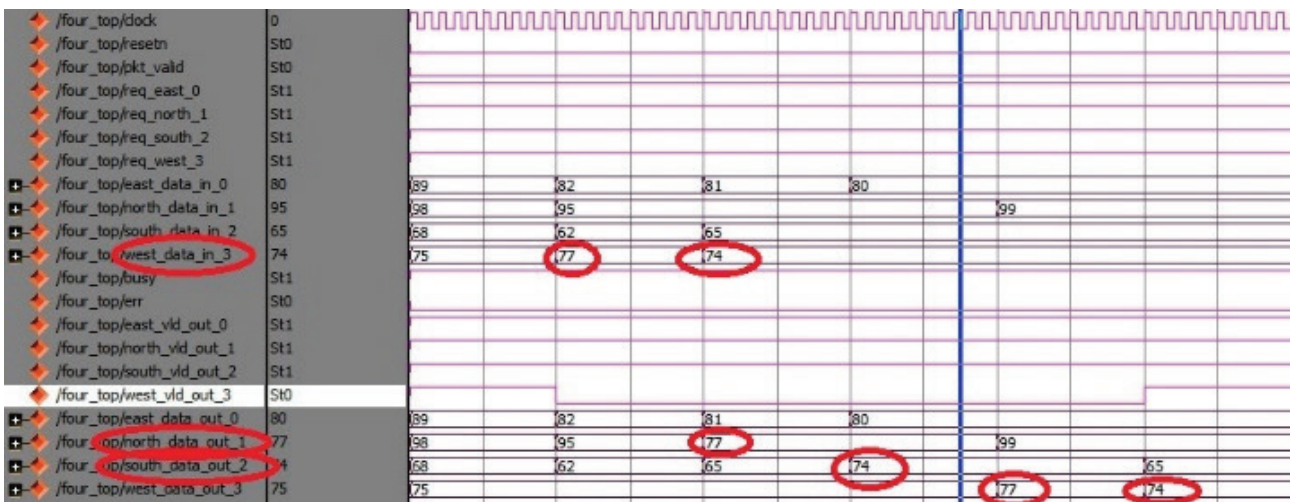 /four_top/clock 0
/four_top/resetn St0
/four_top/pkt_valid St0
/four_top/req_east_0 St1
/four_top/req_north_1 St1
/four_top/req_south_2 St1
/four_top/req_west_3 St1
/four_top/east_data_in_0 80 89 82 81 80
/four_top/north_data_in_1 95 98 95 99
/four_top/south_data_in_2 65 68 62 65
/four_top/west_data_in_3 74 75 77 74
/four_top/busy St1
/four_top/err St0
/four_top/east_vld_out_0 St1
/four_top/north_vld_out_1 St1
/four_top/south_vld_out_2 St1
/four_top/west_vld_out_3 St0
/four_top/east_data_out_0 80 89 82 81 80
/four_top/north_data_out_1 77 98 95 77 99
/four_top/south_data_out_2 68 62 65 74 65
/four_top/west_data_out_3 75 75 77 74